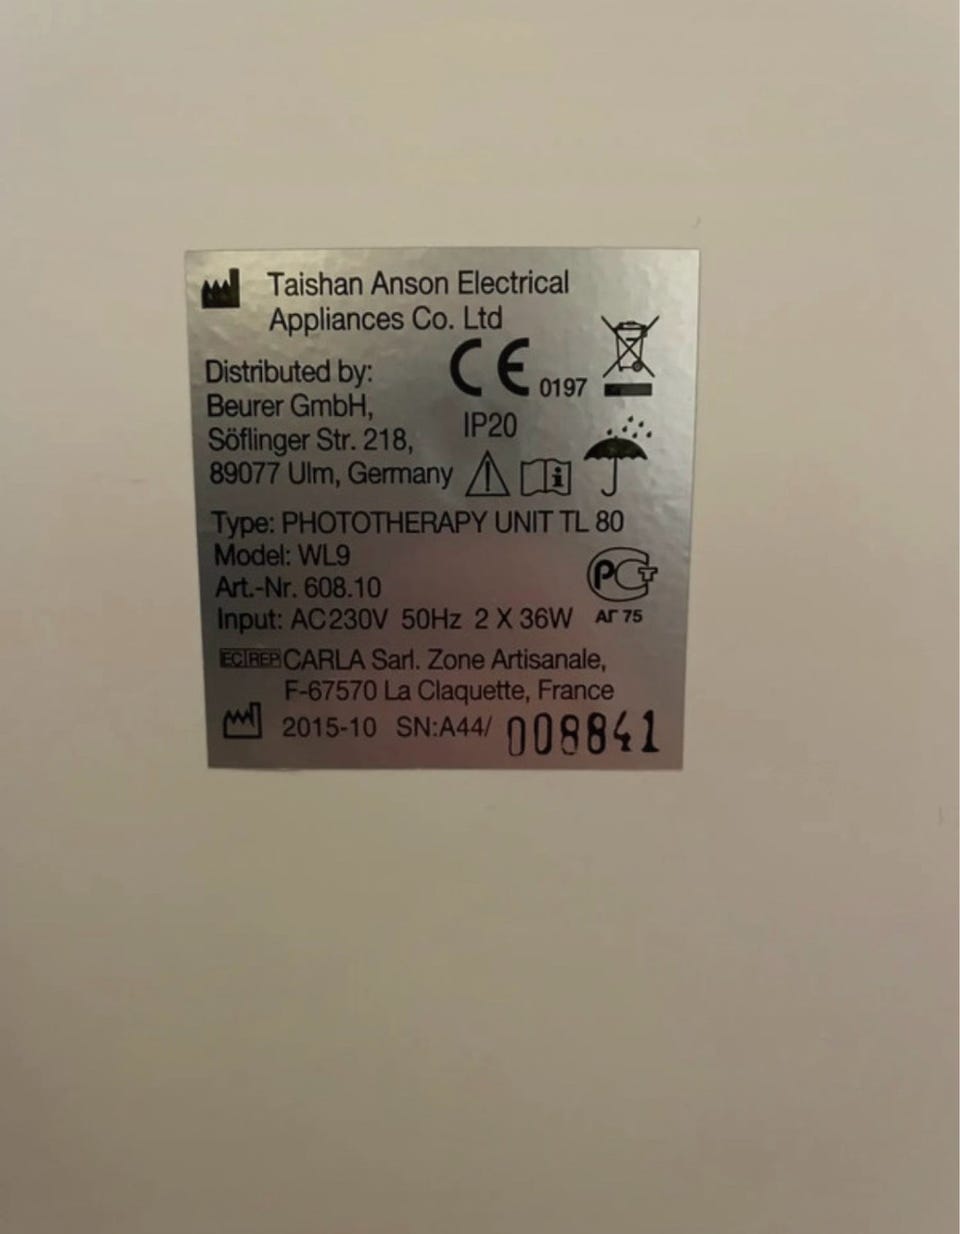 Taishan Anson Electrical
Appliances Co. Ltd
Distributed by:
Beurer GmbH,
Söflinger Str. 218,
89077 Ulm, Germany
CE 0197
IP20
Type: PHOTOTHERAPY UNIT TL 80
Model: WL9
Art.-Nr. 608.10
Input: AC230V 50Hz 2 X 36W
РСТ
АГ 75
EC REP CARLA Sarl. Zone Artisanale,
F-67570 La Claquette, France
2015-10 SN:A44/ 008841